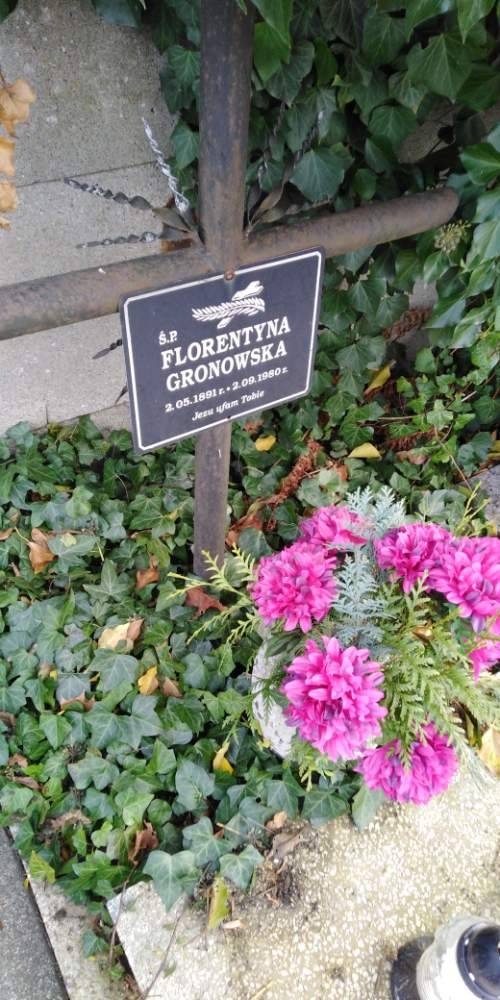 Ś.P.
FLORENTYNA
GRONOWSKA
2.05.1891 r. • 2.09.1980 r.
Jezu ufam Tobie